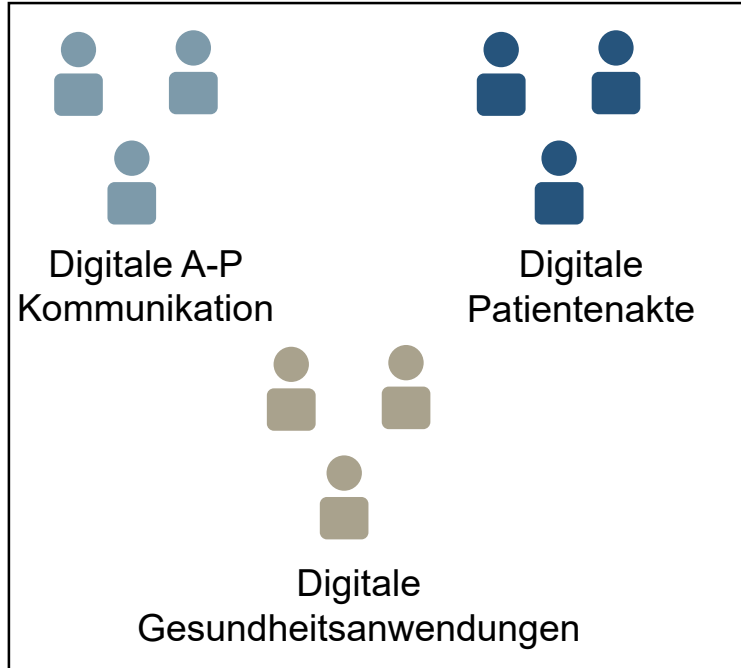 Digitale A-P
Kommunikation
Digitale
Patientenakte
Digitale
Gesundheitsanwendungen